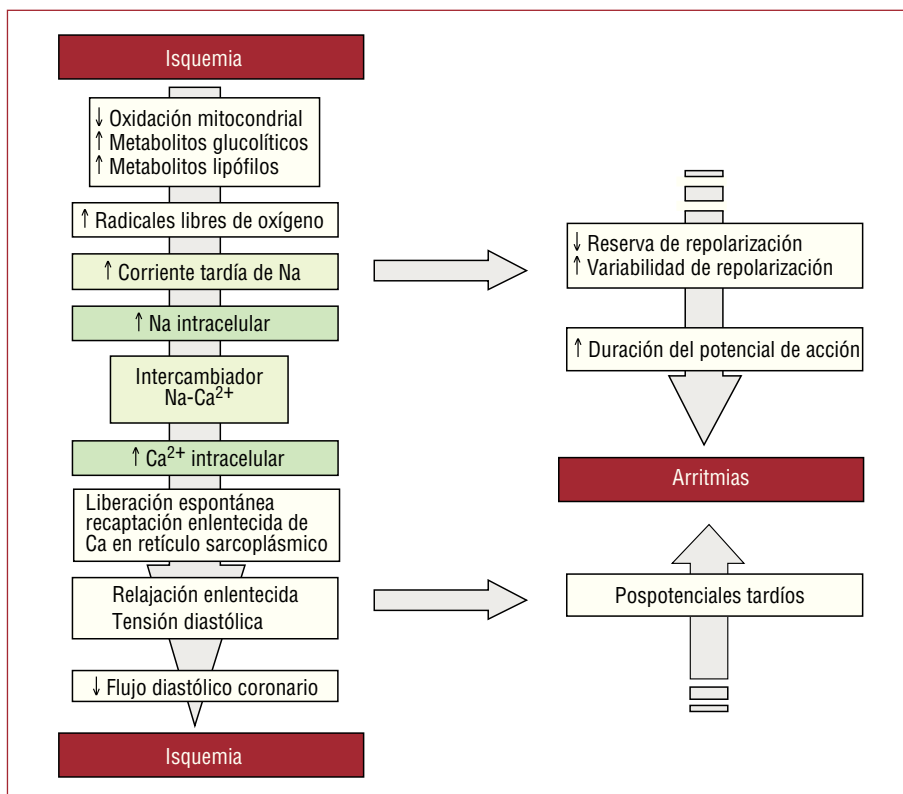 Isquemia
↓ Oxidación mitocondrial
↑ Metabolitos glucolíticos
↑ Metabolitos lipófilos
↑ Radicales libres de oxígeno
↑ Corriente tardía de Na
↑ Na intracelular
Intercambiador
Na-Ca²⁺
↑ Ca²⁺ intracelular
Liberación espontánea
recaptación enlentecida de
Ca en retículo sarcoplásmico
Relajación enlentecida
Tensión diastólica
↓ Flujo diastólico coronario
Isquemia
↓ Reserva de repolarización
↑ Variabilidad de repolarización
↑ Duración del potencial de acción
Arritmias
Pospotenciales tardíos